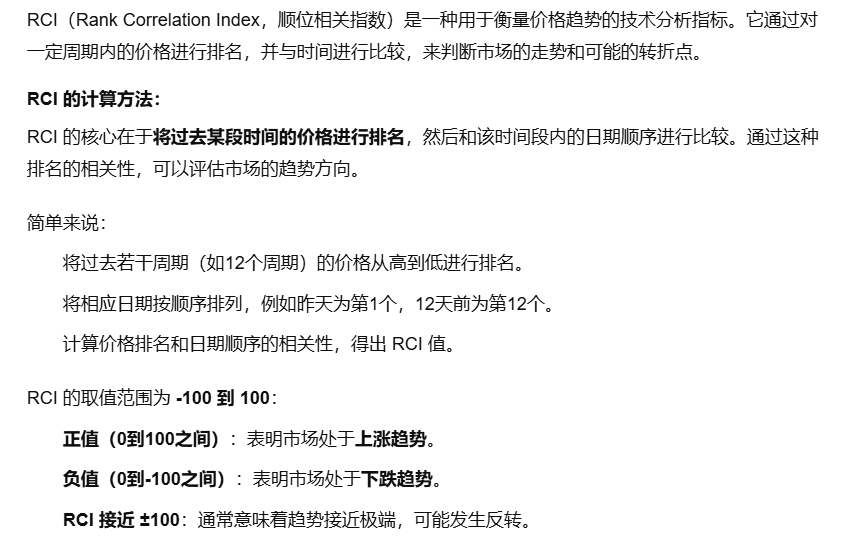 RCI（Rank Correlation Index，顺位相关指数）是一种用于衡量价格趋势的技术分析指标。它通过对
一定周期内的价格进行排名，并与时间进行比较，来判断市场的走势和可能的转折点。
RCI 的计算方法：
RCI 的核心在于将过去某段时间的价格进行排名，然后和该时间段内的日期顺序进行比较。通过这种
排名的相关性，可以评估市场的趋势方向。
简单来说：
将过去若干周期（如12个周期）的价格从高到低进行排名。
将相应日期按顺序排列，例如昨天为第1个，12天前为第12个。
计算价格排名和日期顺序的相关性，得出 RCI 值。
RCI 的取值范围为 -100 到 100：
正值（0到100之间）：表明市场处于上涨趋势。
负值（0到-100之间）：表明市场处于下跌趋势。
RCI 接近 ±100：通常意味着趋势接近极端，可能发生反转。